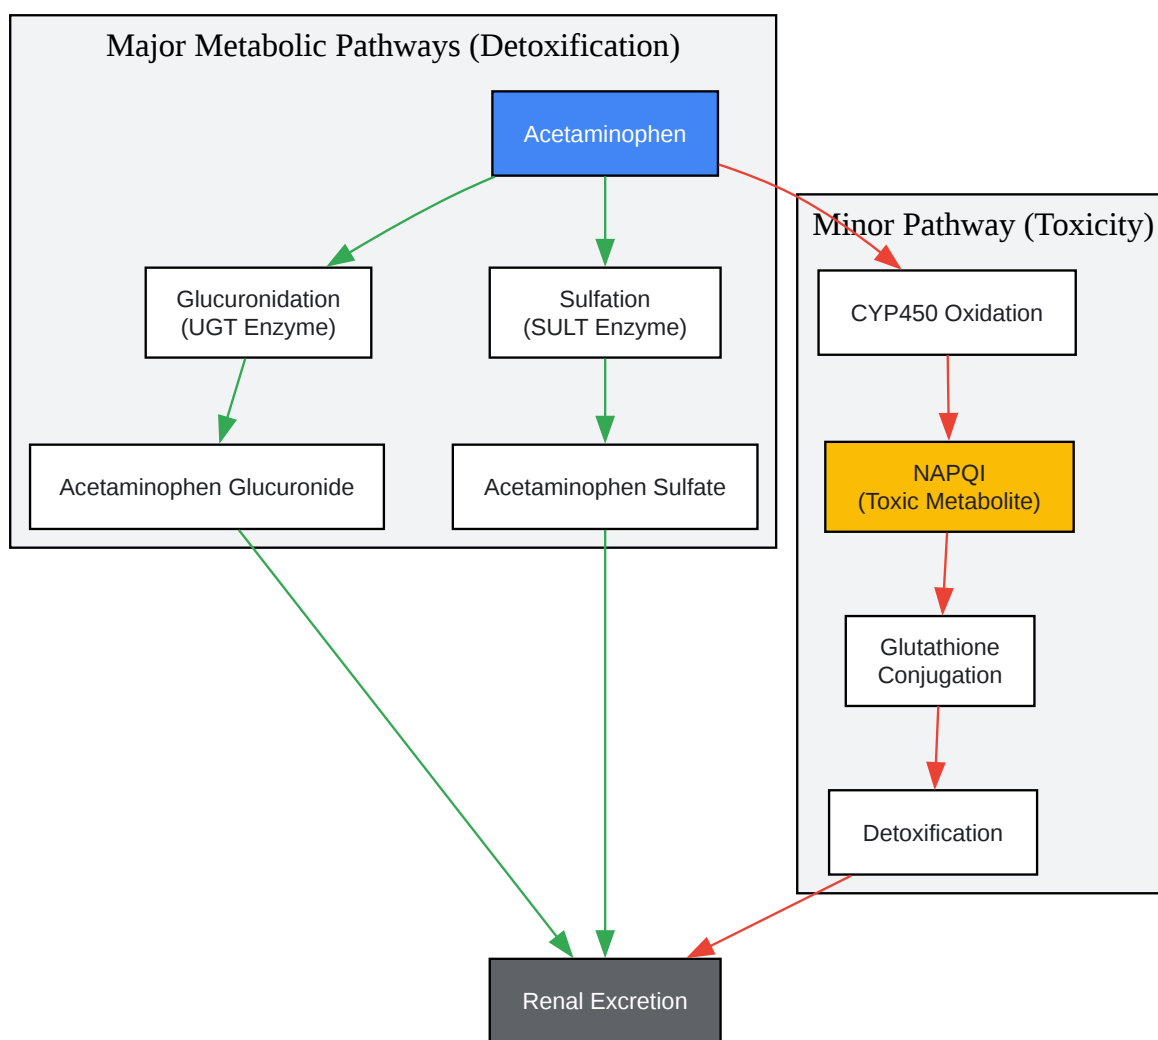 Major Metabolic Pathways (Detoxification)
Acetaminophen
Minor Pathway (Toxicity)
Glucuronidation
(UGT Enzyme)
Sulfation
(SULT Enzyme)
CYP450 Oxidation
Acetaminophen Glucuronide
Acetaminophen Sulfate
NAPQI
(Toxic Metabolite)
Glutathione
Conjugation
Detoxification
Renal Excretion